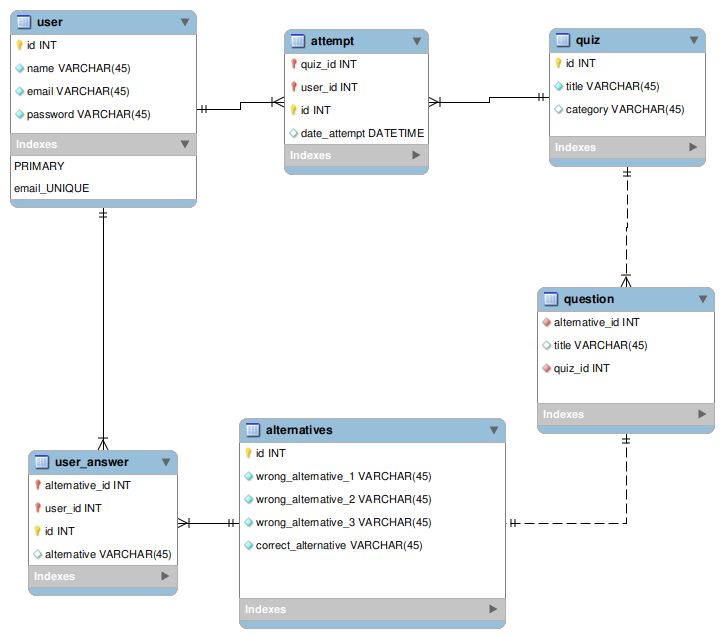 user
id INT
name VARCHAR(45)
email VARCHAR(45)
password VARCHAR(45)
Indexes
PRIMARY
email_UNIQUE
attempt
quiz_id INT
user_id INT
id INT
date_attempt DATETIME
Indexes
quiz
id INT
title VARCHAR(45)
category VARCHAR(45)
Indexes
question
alternative_id INT
title VARCHAR(45)
quiz_id INT
Indexes
alternatives
id INT
wrong_alternative_1 VARCHAR(45)
wrong_alternative_2 VARCHAR(45)
wrong_alternative_3 VARCHAR(45)
correct_alternative VARCHAR(45)
Indexes
user_answer
alternative_id INT
user_id INT
id INT
alternative VARCHAR(45)
Indexes